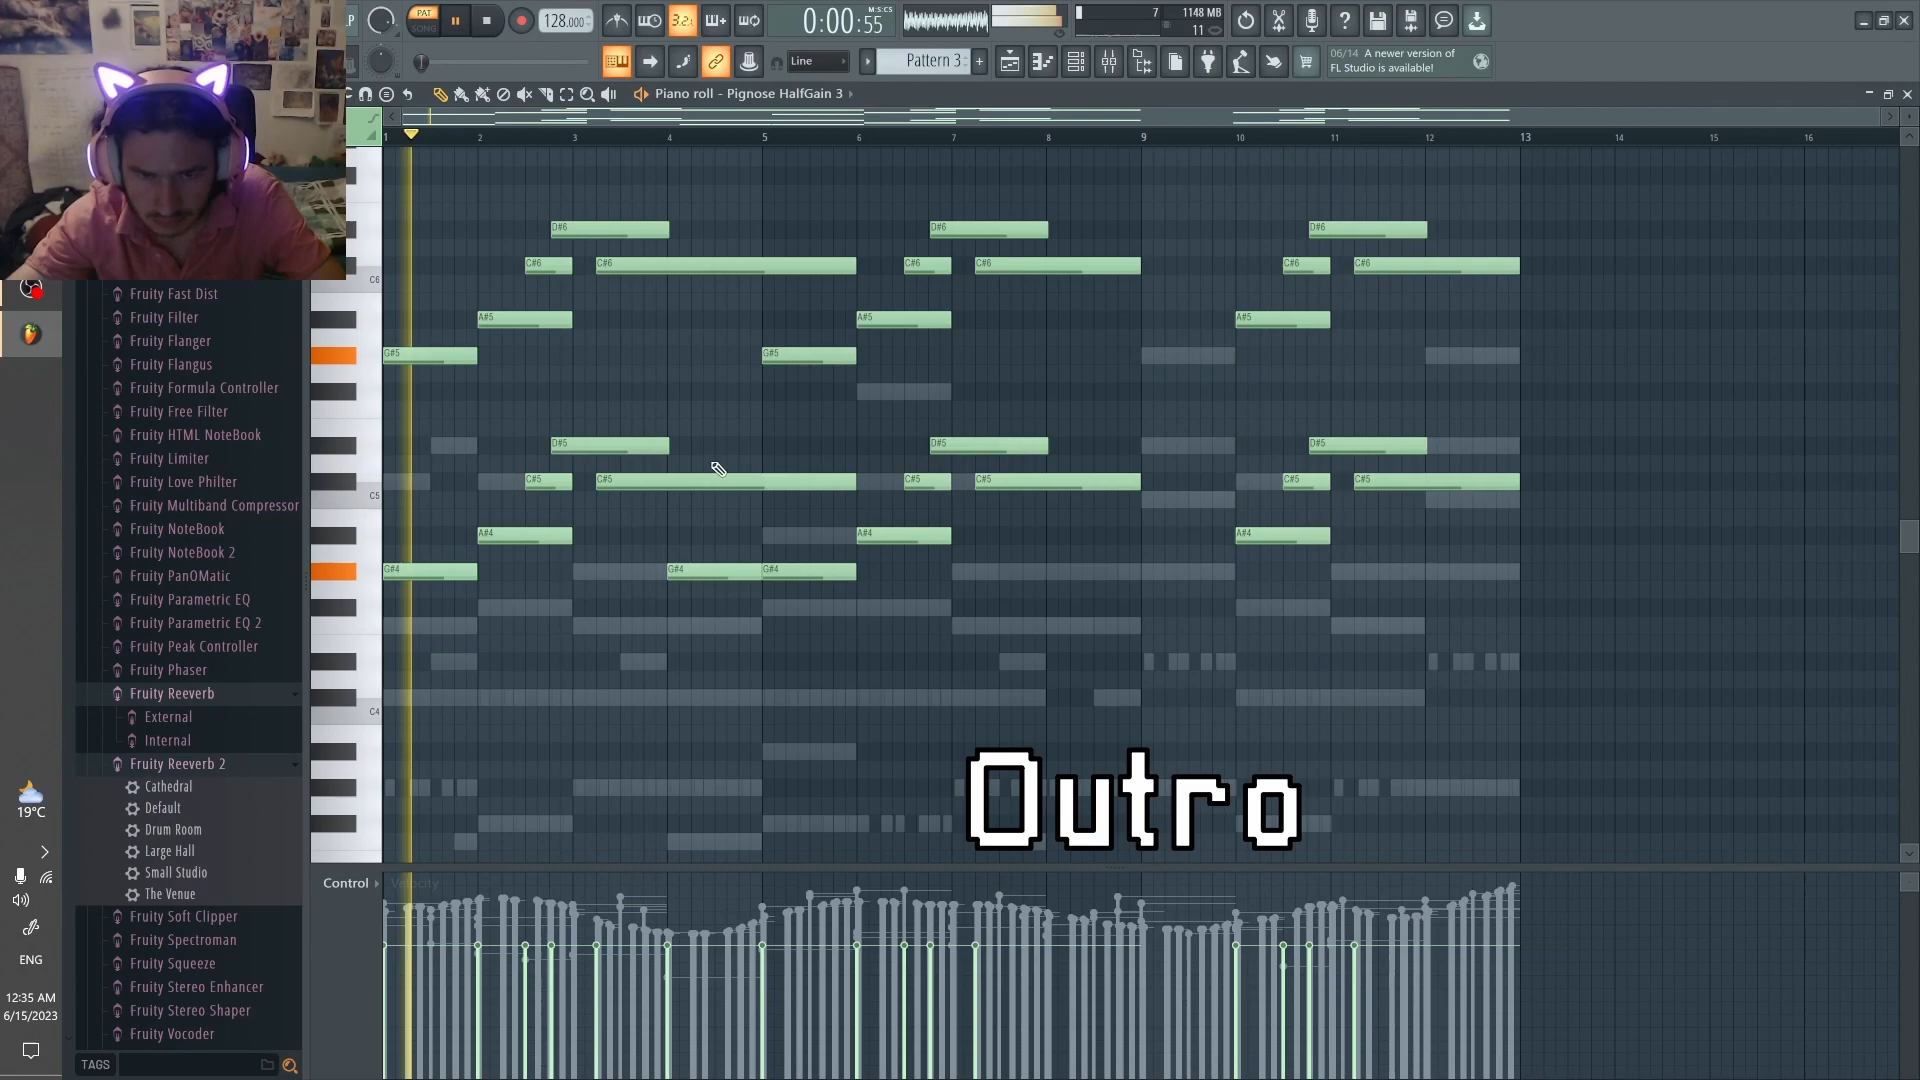 PAT
SONG
128.000
3.2.
0:00:55
M:S:CS
7
1148 MB
11
Line
Pattern 3
06/14 A newer version of
FL Studio is available!
Piano roll - Pignose HalfGain 3
1 2 3 4 5 6 7 8 9 10 11 12 13 14 15 16
D#6 D#6 D#6
C#6 C#6 C#6 C#6 C#6 C#6
C6
A#5 A#5 A#5
G#5 G#5
D#5 D#5 D#5
C#5 C#5 C#5 C#5 C#5 C#5
C5
A#4 A#4 A#4
G#4 G#4 G#4
C4
Outro
Control
Velocity
Fruity Fast Dist
Fruity Filter
Fruity Flanger
Fruity Flangus
Fruity Formula Controller
Fruity Free Filter
Fruity HTML NoteBook
Fruity Limiter
Fruity Love Philter
Fruity Multiband Compressor
Fruity NoteBook
Fruity NoteBook 2
Fruity PanOMatic
Fruity Parametric EQ
Fruity Parametric EQ 2
Fruity Peak Controller
Fruity Phaser
Fruity Reeverb
External
Internal
Fruity Reeverb 2
Cathedral
Default
Drum Room
Large Hall
Small Studio
The Venue
Fruity Soft Clipper
Fruity Spectroman
Fruity Squeeze
Fruity Stereo Enhancer
Fruity Stereo Shaper
Fruity Vocoder
TAGS
19°C
ENG
12:35 AM
6/15/2023